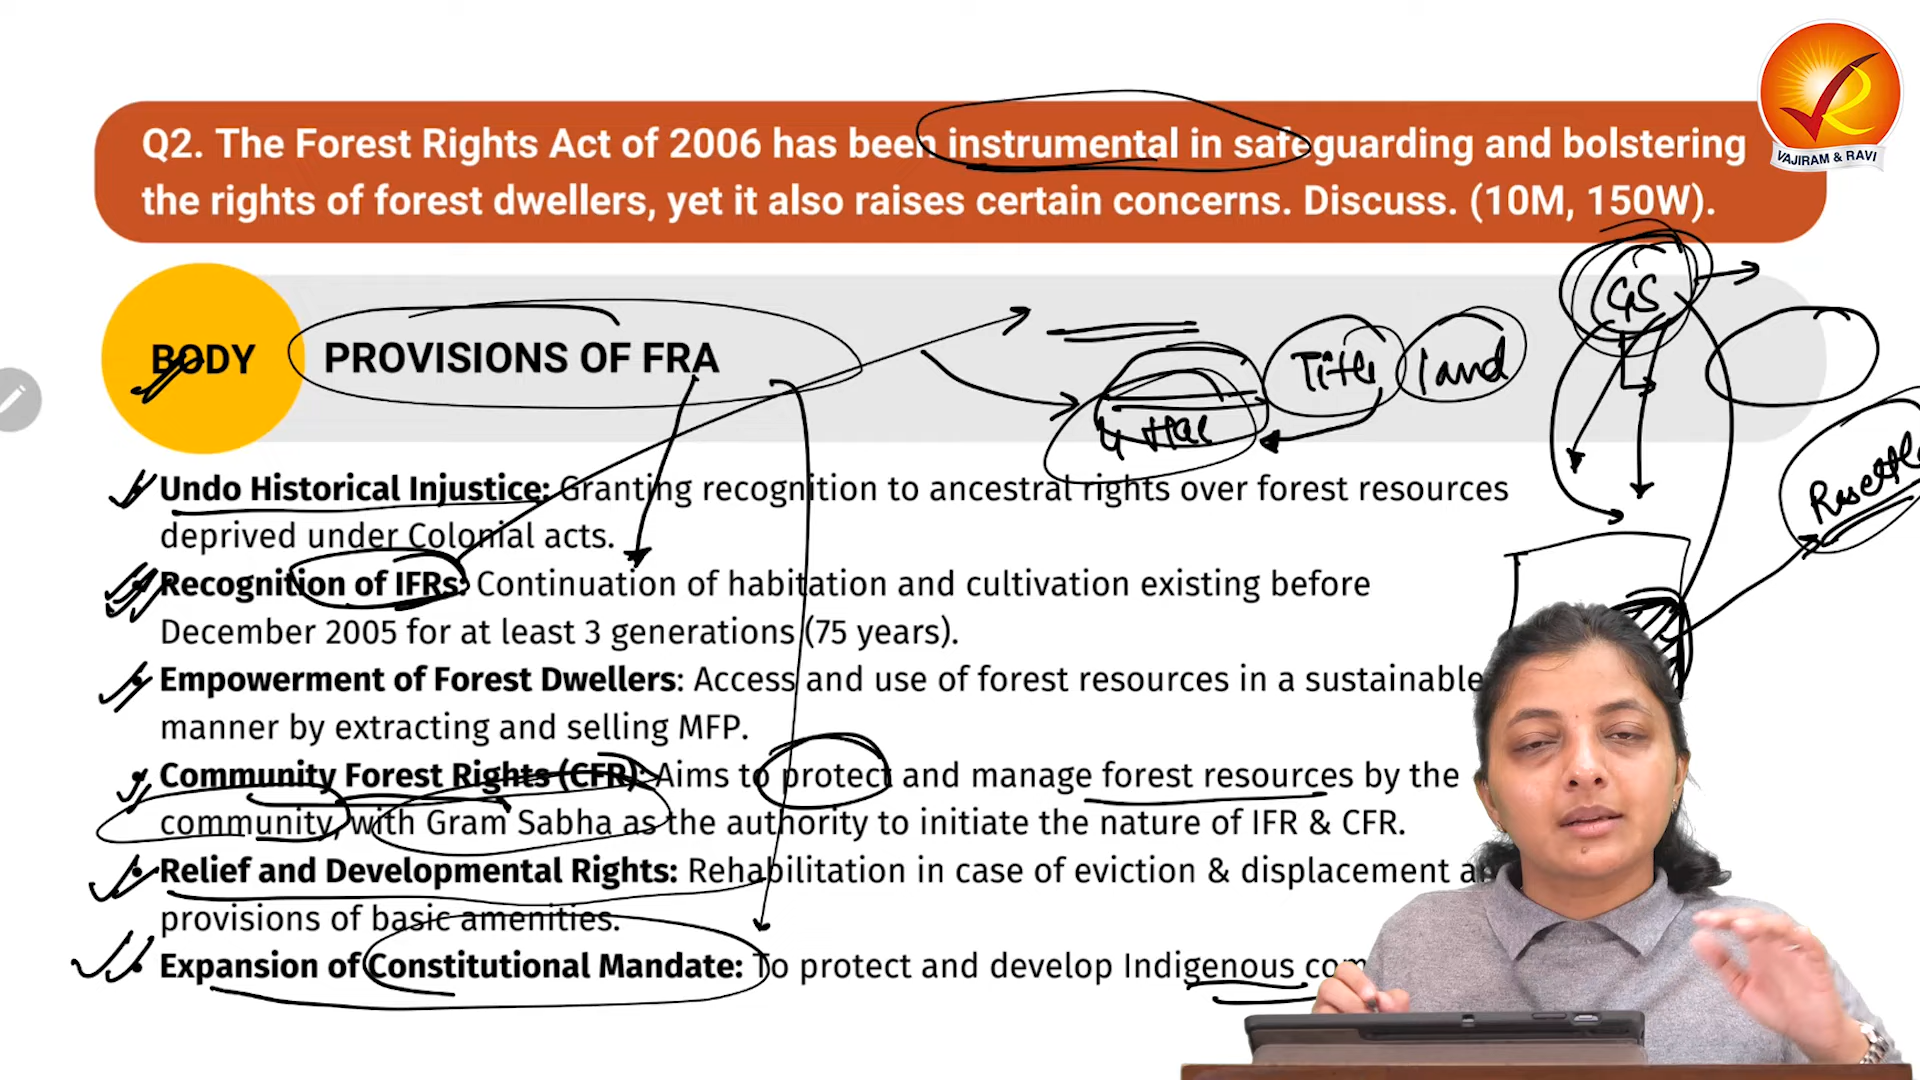 Q2. The Forest Rights Act of 2006 has been instrumental in safeguarding and bolstering
the rights of forest dwellers, yet it also raises certain concerns. Discuss. (10M, 150W).
VAJIRAM & RAVI
GS
BODY
PROVISIONS OF FRA
Titles
land
4 Hac
Undo Historical Injustice: Granting recognition to ancestral rights over forest resources
deprived under Colonial acts.
Recognition of IFRs: Continuation of habitation and cultivation existing before
December 2005 for at least 3 generations (75 years).
Empowerment of Forest Dwellers: Access and use of forest resources in a sustainable
manner by extracting and selling MFP.
Community Forest Rights (CFR): Aims to protect and manage forest resources by the
community, with Gram Sabha as the authority to initiate the nature of IFR & CFR.
Relief and Developmental Rights: Rehabilitation in case of eviction & displacement
provisions of basic amenities.
Expansion of Constitutional Mandate: To protect and develop Indigenous